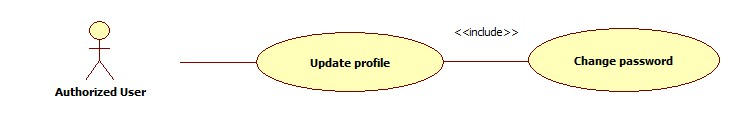 <<include>>
Update profile
Change password
Authorized User